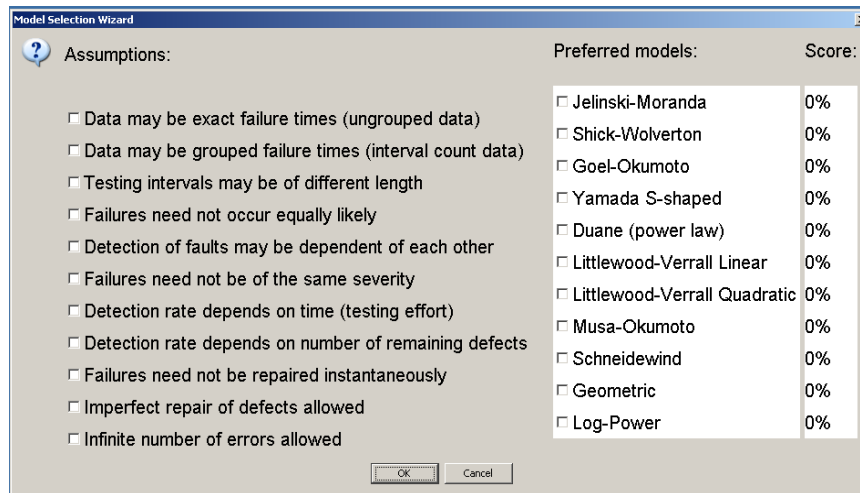 Model Selection Wizard
Assumptions:
Data may be exact failure times (ungrouped data)
Data may be grouped failure times (interval count data)
Testing intervals may be of different length
Failures need not occur equally likely
Detection of faults may be dependent of each other
Failures need not be of the same severity
Detection rate depends on time (testing effort)
Detection rate depends on number of remaining defects
Failures need not be repaired instantaneously
Imperfect repair of defects allowed
Infinite number of errors allowed
Preferred models: Score:
Jelinski-Moranda 0%
Shick-Wolverton 0%
Goel-Okumoto 0%
Yamada S-shaped 0%
Duane (power law) 0%
Littlewood-Verrall Linear 0%
Littlewood-Verrall Quadratic 0%
Musa-Okumoto 0%
Schneidewind 0%
Geometric 0%
Log-Power 0%
OK Cancel